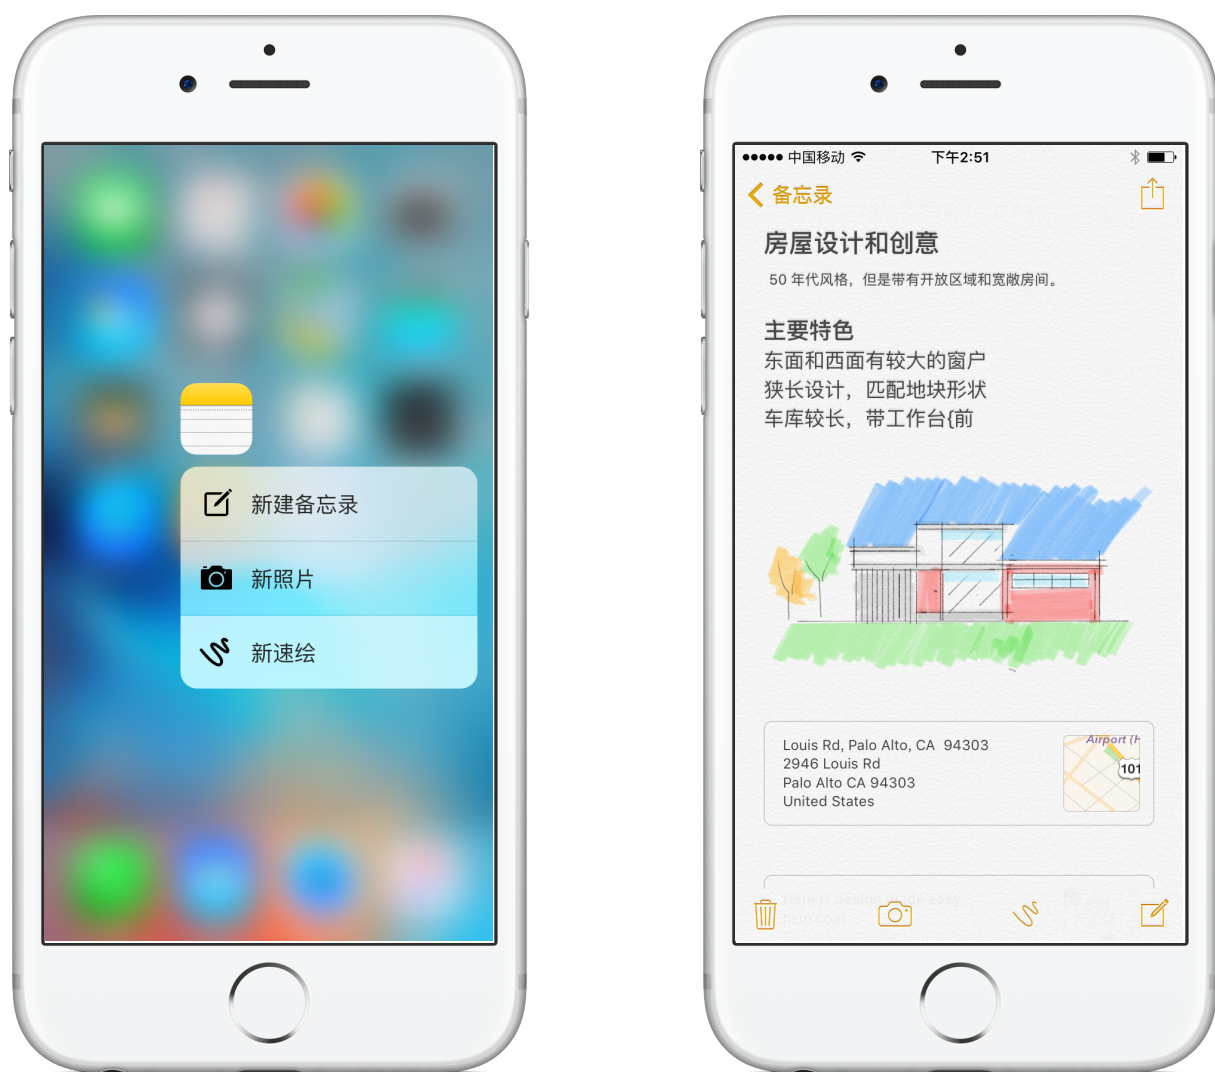 新建备忘录
新照片
新速绘
●●●●● 中国移动 下午2:51
备忘录
房屋设计和创意
50 年代风格，但是带有开放区域和宽敞房间。
主要特色
东面和西面有较大的窗户
狭长设计，匹配地块形状
车库较长，带工作台{前
Louis Rd, Palo Alto, CA  94303
2946 Louis Rd
Palo Alto CA 94303
United States
Airport (H
101